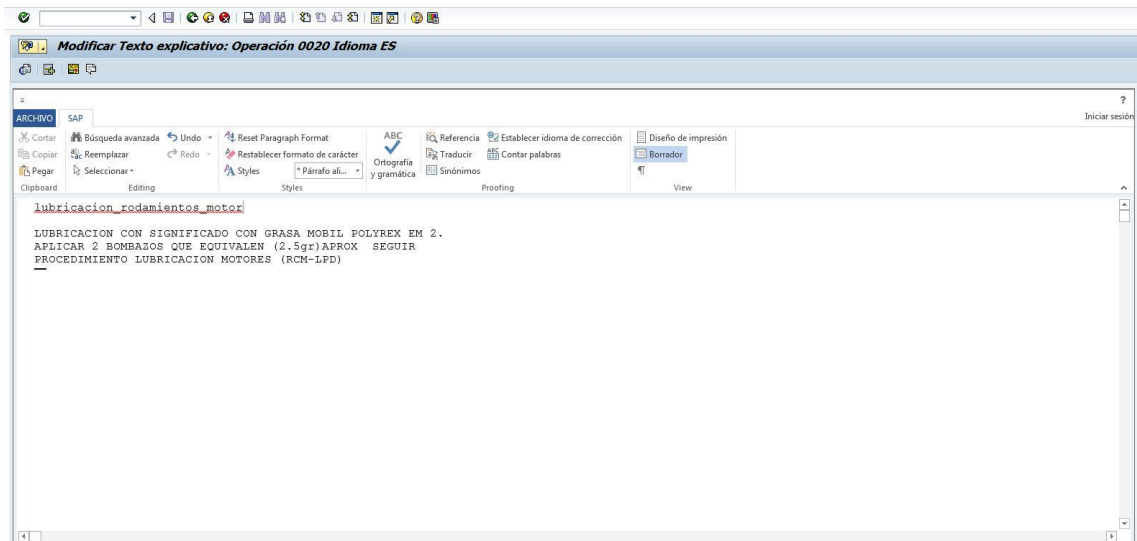 Modificar Texto explicativo: Operación 0020 Idioma ES
?
ARCHIVO SAP Iniciar sesión
Cortar Búsqueda avanzada Undo Reset Paragraph Format ABC Referencia Establecer idioma de corrección Diseño de impresión
Copiar Reemplazar Redo Restablecer formato de carácter Ortografía y gramática Traducir Contar palabras Borrador
Pegar Seleccionar Styles * Párrafo ali... Sinónimos ¶
Clipboard Editing Styles Proofing View
lubricacion_rodamientos_motor
LUBRICACION CON SIGNIFICADO CON GRASA MOBIL POLYREX EM 2.
APLICAR 2 BOMBAZOS QUE EQUIVALEN (2.5gr)APROX SEGUIR
PROCEDIMIENTO LUBRICACION MOTORES (RCM-LPD)